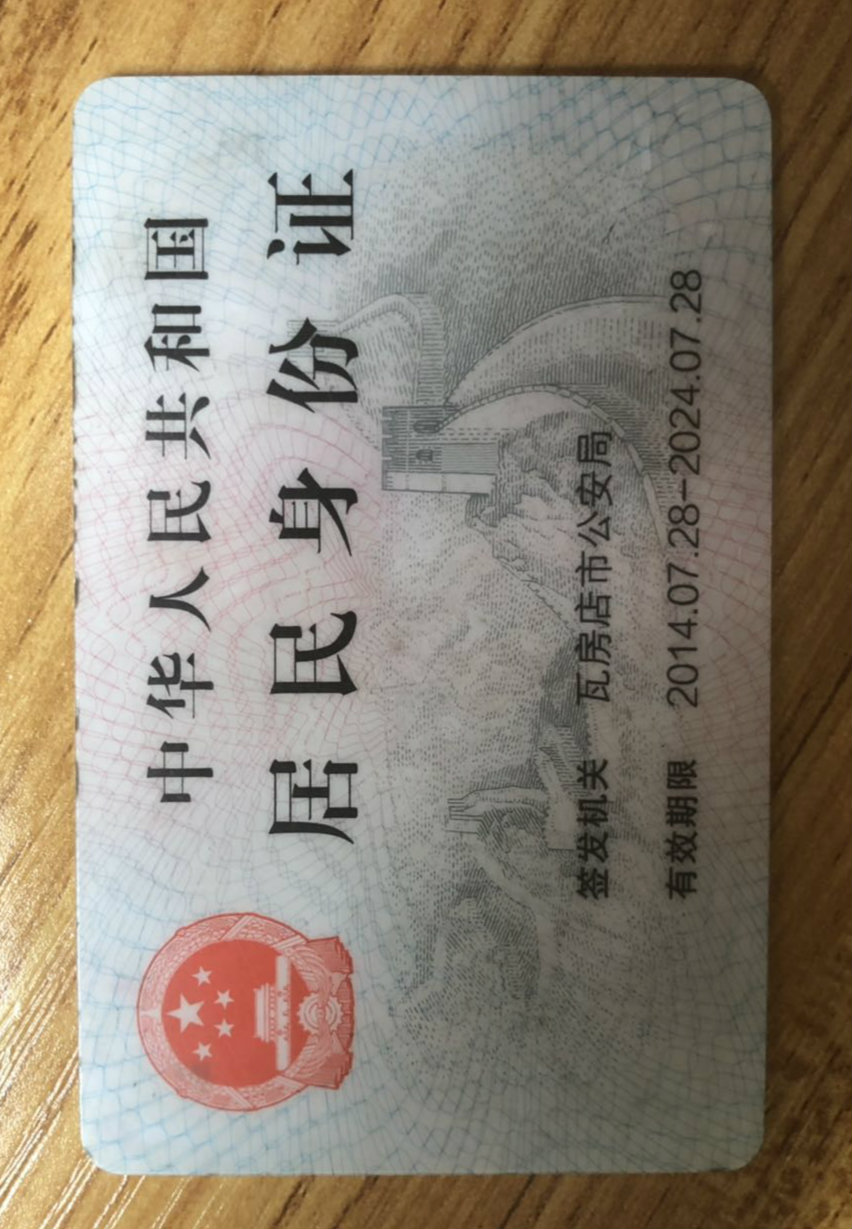 中华人民共和国
居民身份证
签发机关 瓦房店市公安局
有效期限 2014.07.28-2024.07.28